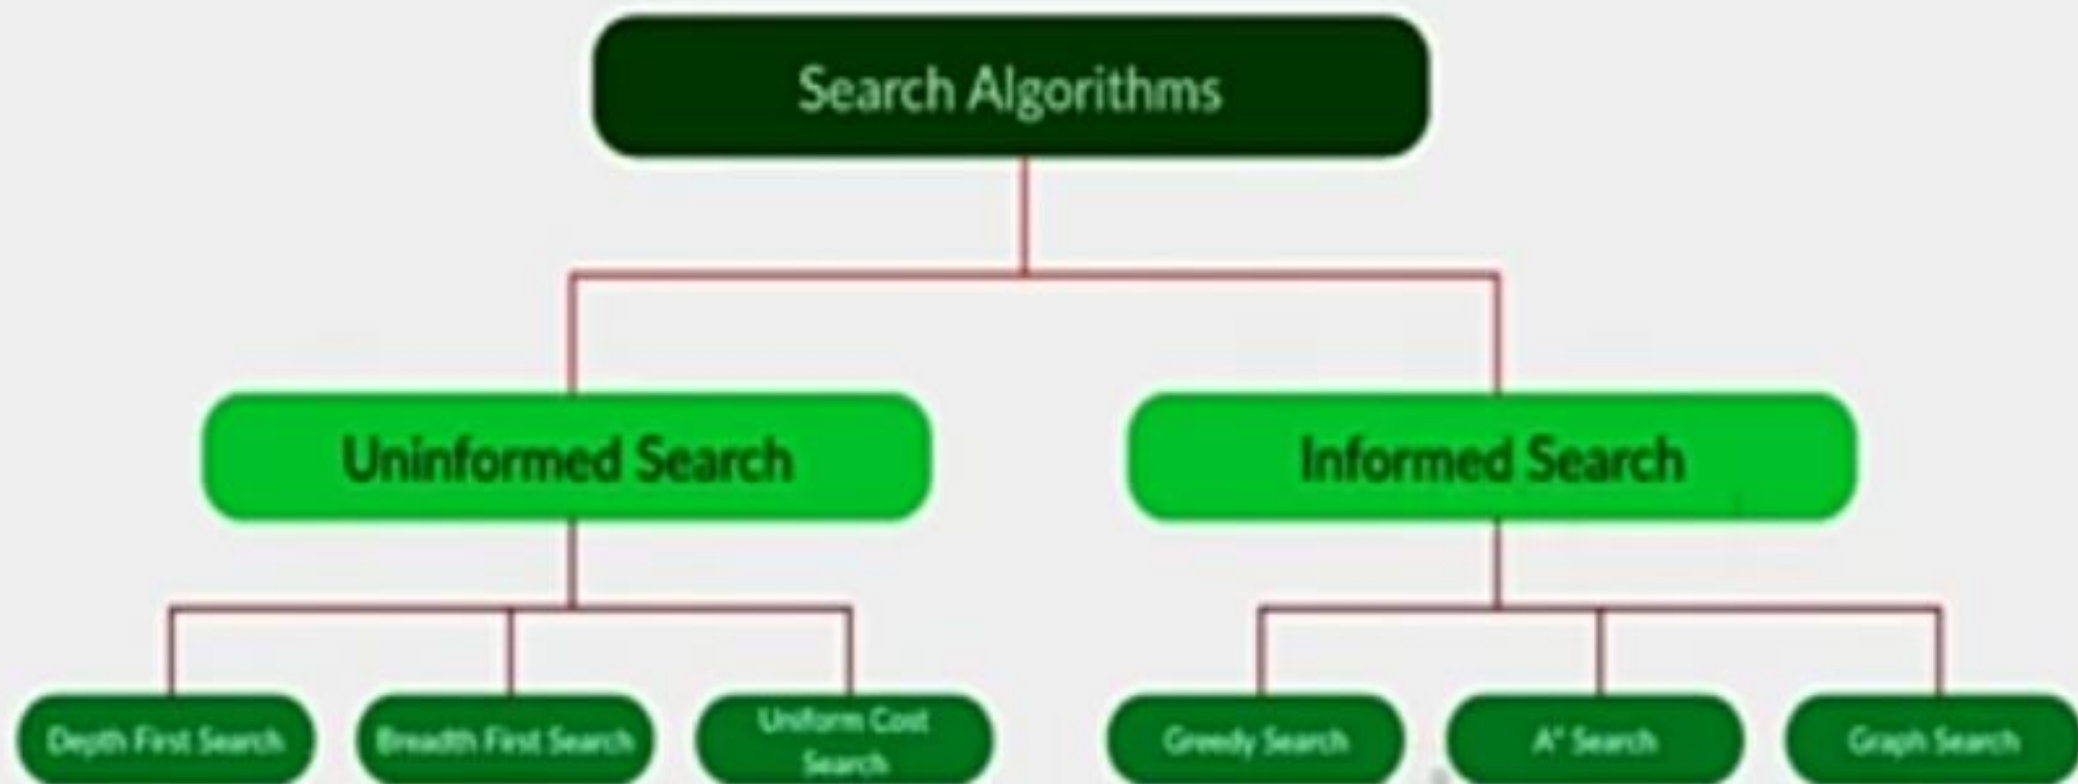 Search Algorithms
Uninformed Search
Informed Search
Depth First Search
Breadth First Search
Uniform Cost
Search
Greedy Search
A* Search
Graph Search